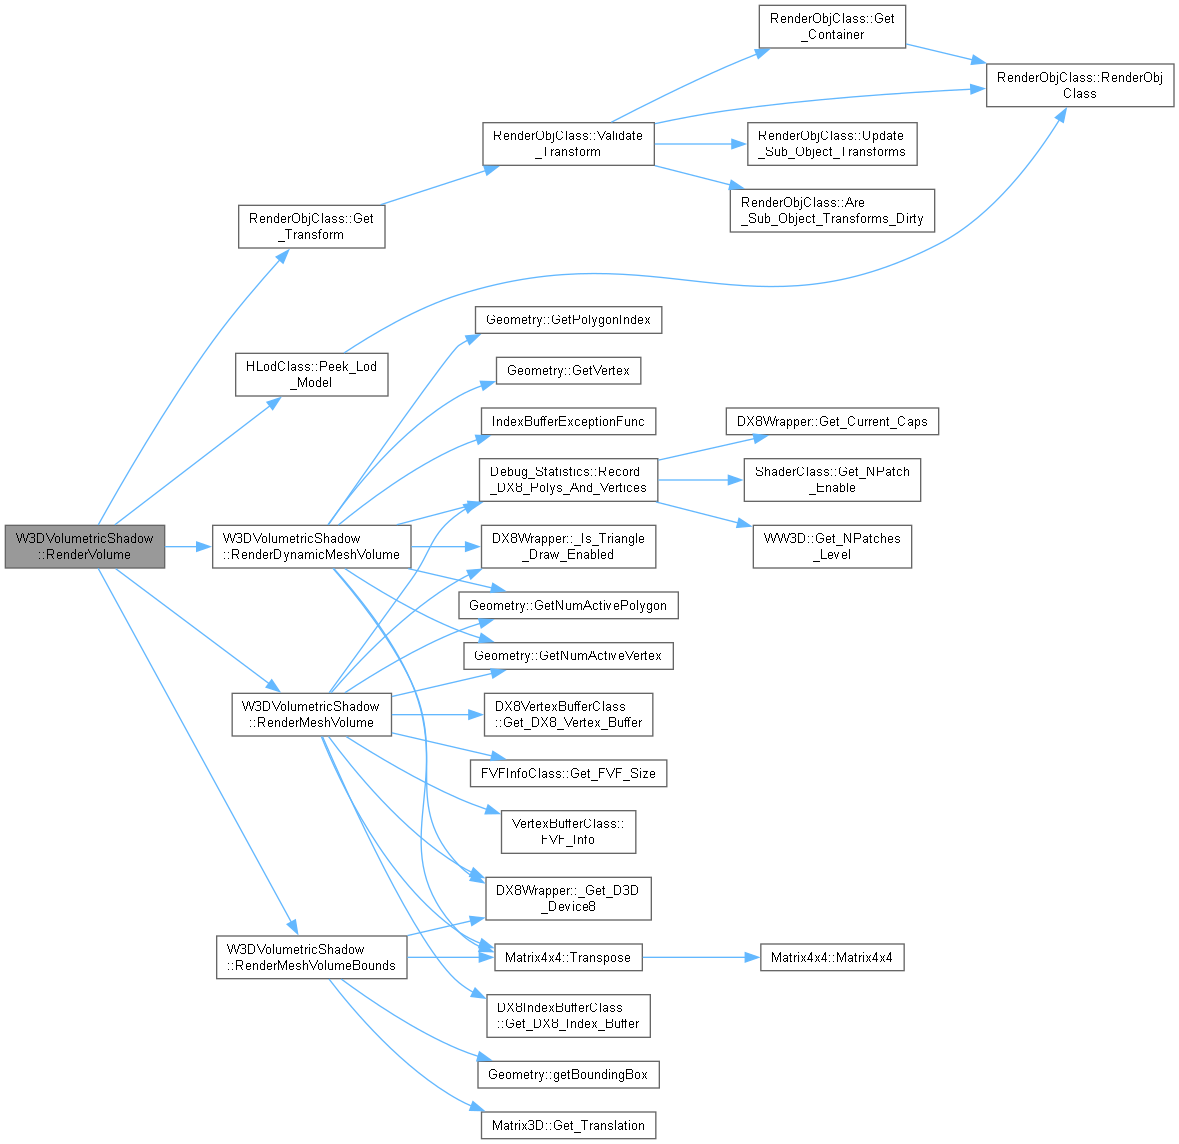 RenderObjClass::Get
_Container
RenderObjClass::RenderObj
Class
RenderObjClass::Validate
_Transform
RenderObjClass::Update
_Sub_Object_Transforms
RenderObjClass::Are
_Sub_Object_Transforms_Dirty
RenderObjClass::Get
_Transform
Geometry::GetPolygonIndex
HLodClass::Peek_Lod
_Model
Geometry::GetVertex
IndexBufferExceptionFunc
DX8Wrapper::Get_Current_Caps
Debug_Statistics::Record
_DX8_Polys_And_Vertices
ShaderClass::Get_NPatch
_Enable
W3DVolumetricShadow
::RenderVolume
W3DVolumetricShadow
::RenderDynamicMeshVolume
DX8Wrapper::_Is_Triangle
_Draw_Enabled
WW3D::Get_NPatches
_Level
Geometry::GetNumActivePolygon
Geometry::GetNumActiveVertex
W3DVolumetricShadow
::RenderMeshVolume
DX8VertexBufferClass
::Get_DX8_Vertex_Buffer
FVFInfoClass::Get_FVF_Size
VertexBufferClass::
FVF_Info
DX8Wrapper::_Get_D3D
_Device8
W3DVolumetricShadow
::RenderMeshVolumeBounds
Matrix4x4::Transpose
Matrix4x4::Matrix4x4
DX8IndexBufferClass
::Get_DX8_Index_Buffer
Geometry::getBoundingBox
Matrix3D::Get_Translation